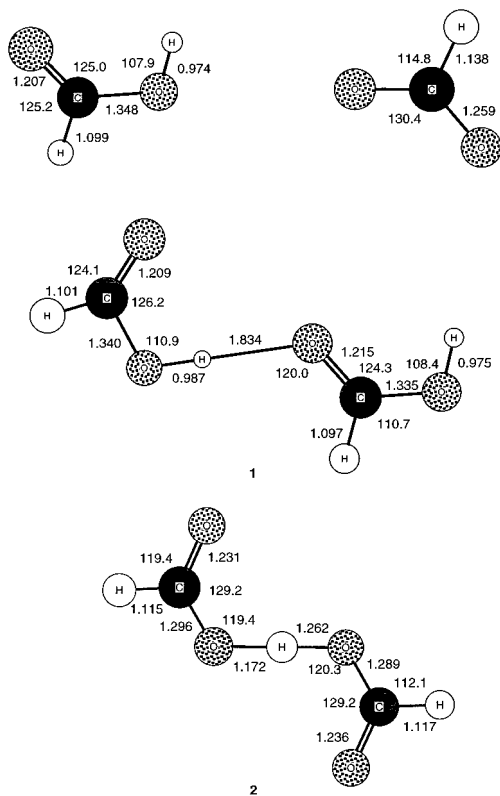 H
O
114.8
H
1.138
1.207
125.0
107.9
0.974
C
O
O
C
125.2
1.348
1.259
130.4
H
1.099
O
O
124.1
1.209
1.101
C
126.2
H
1.834
O
1.340
110.9
1.215
H
O
H
120.0
124.3
108.4
0.975
0.987
1.335
C
O
1.097
110.7
H
1
O
119.4
1.231
H
C
129.2
1.115
119.4
1.262
1.296
O
H
O
1.172
120.3
1.289
112.1
129.2
C
H
1.236
1.117
O
2